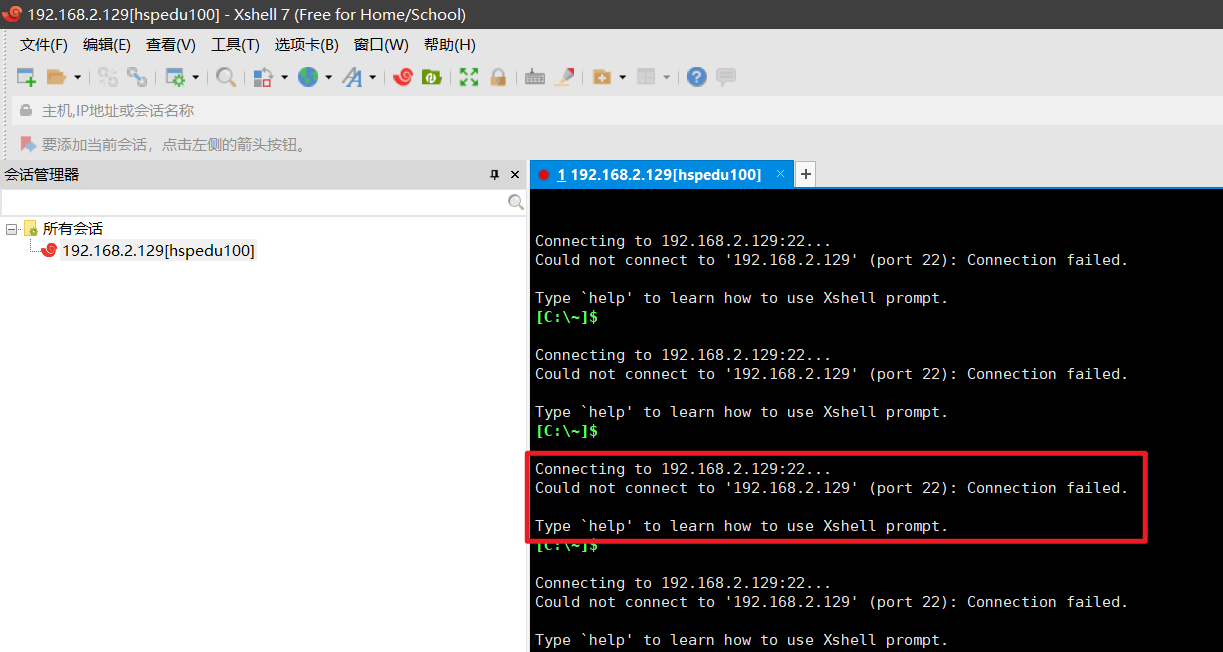 192.168.2.129[hspedu100] - Xshell 7 (Free for Home/School)
文件(F) 编辑(E) 查看(V) 工具(T) 选项卡(B) 窗口(W) 帮助(H)
主机,IP地址或会话名称
要添加当前会话，点击左侧的箭头按钮。
会话管理器
所有会话
192.168.2.129[hspedu100]
1 192.168.2.129[hspedu100]
Connecting to 192.168.2.129:22...
Could not connect to '192.168.2.129' (port 22): Connection failed.
Type `help' to learn how to use Xshell prompt.
[C:\~]$
Connecting to 192.168.2.129:22...
Could not connect to '192.168.2.129' (port 22): Connection failed.
Type `help' to learn how to use Xshell prompt.
[C:\~]$
Connecting to 192.168.2.129:22...
Could not connect to '192.168.2.129' (port 22): Connection failed.
Type `help' to learn how to use Xshell prompt.
[C:\~]$
Connecting to 192.168.2.129:22...
Could not connect to '192.168.2.129' (port 22): Connection failed.
Type `help' to learn how to use Xshell prompt.